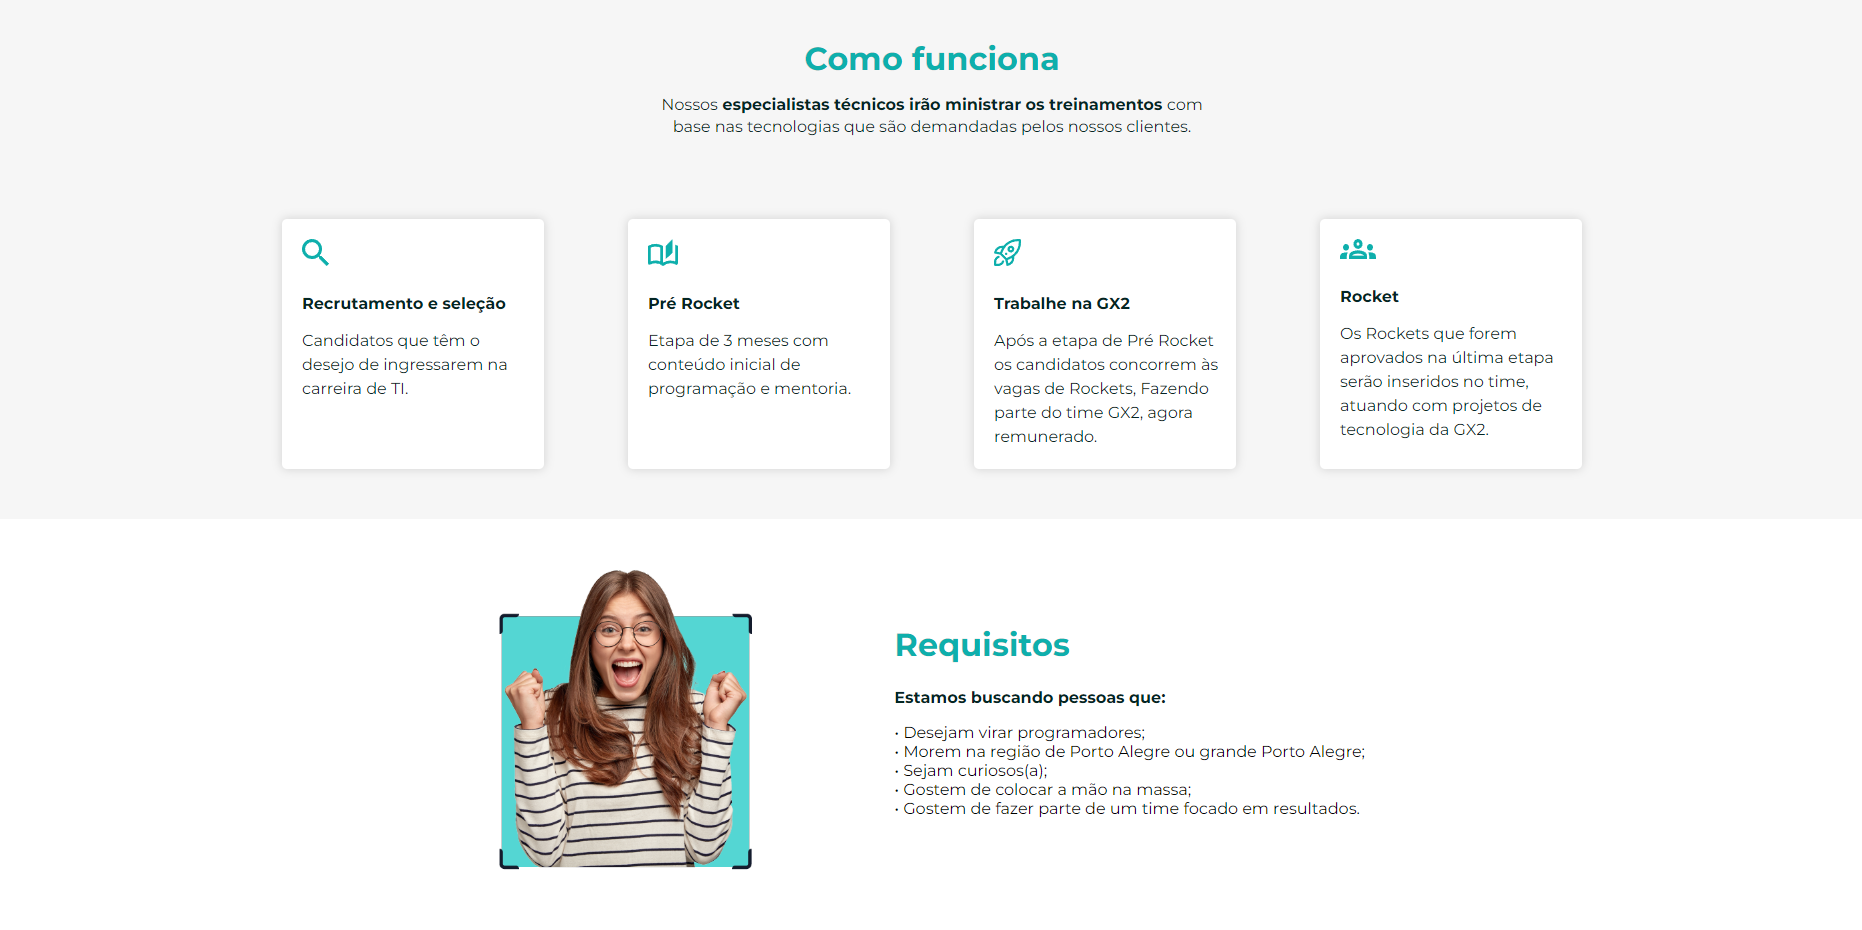 Como funciona
Nossos especialistas técnicos irão ministrar os treinamentos com
base nas tecnologias que são demandadas pelos nossos clientes.
Recrutamento e seleção
Candidatos que têm o
desejo de ingressarem na
carreira de TI.
Pré Rocket
Etapa de 3 meses com
conteúdo inicial de
programação e mentoria.
Trabalhe na GX2
Após a etapa de Pré Rocket
os candidatos concorrem às
vagas de Rockets, Fazendo
parte do time GX2, agora
remunerado.
Rocket
Os Rockets que forem
aprovados na última etapa
serão inseridos no time,
atuando com projetos de
tecnologia da GX2.
Requisitos
Estamos buscando pessoas que:
• Desejam virar programadores;
• Morem na região de Porto Alegre ou grande Porto Alegre;
• Sejam curiosos(a);
• Gostem de colocar a mão na massa;
• Gostem de fazer parte de um time focado em resultados.